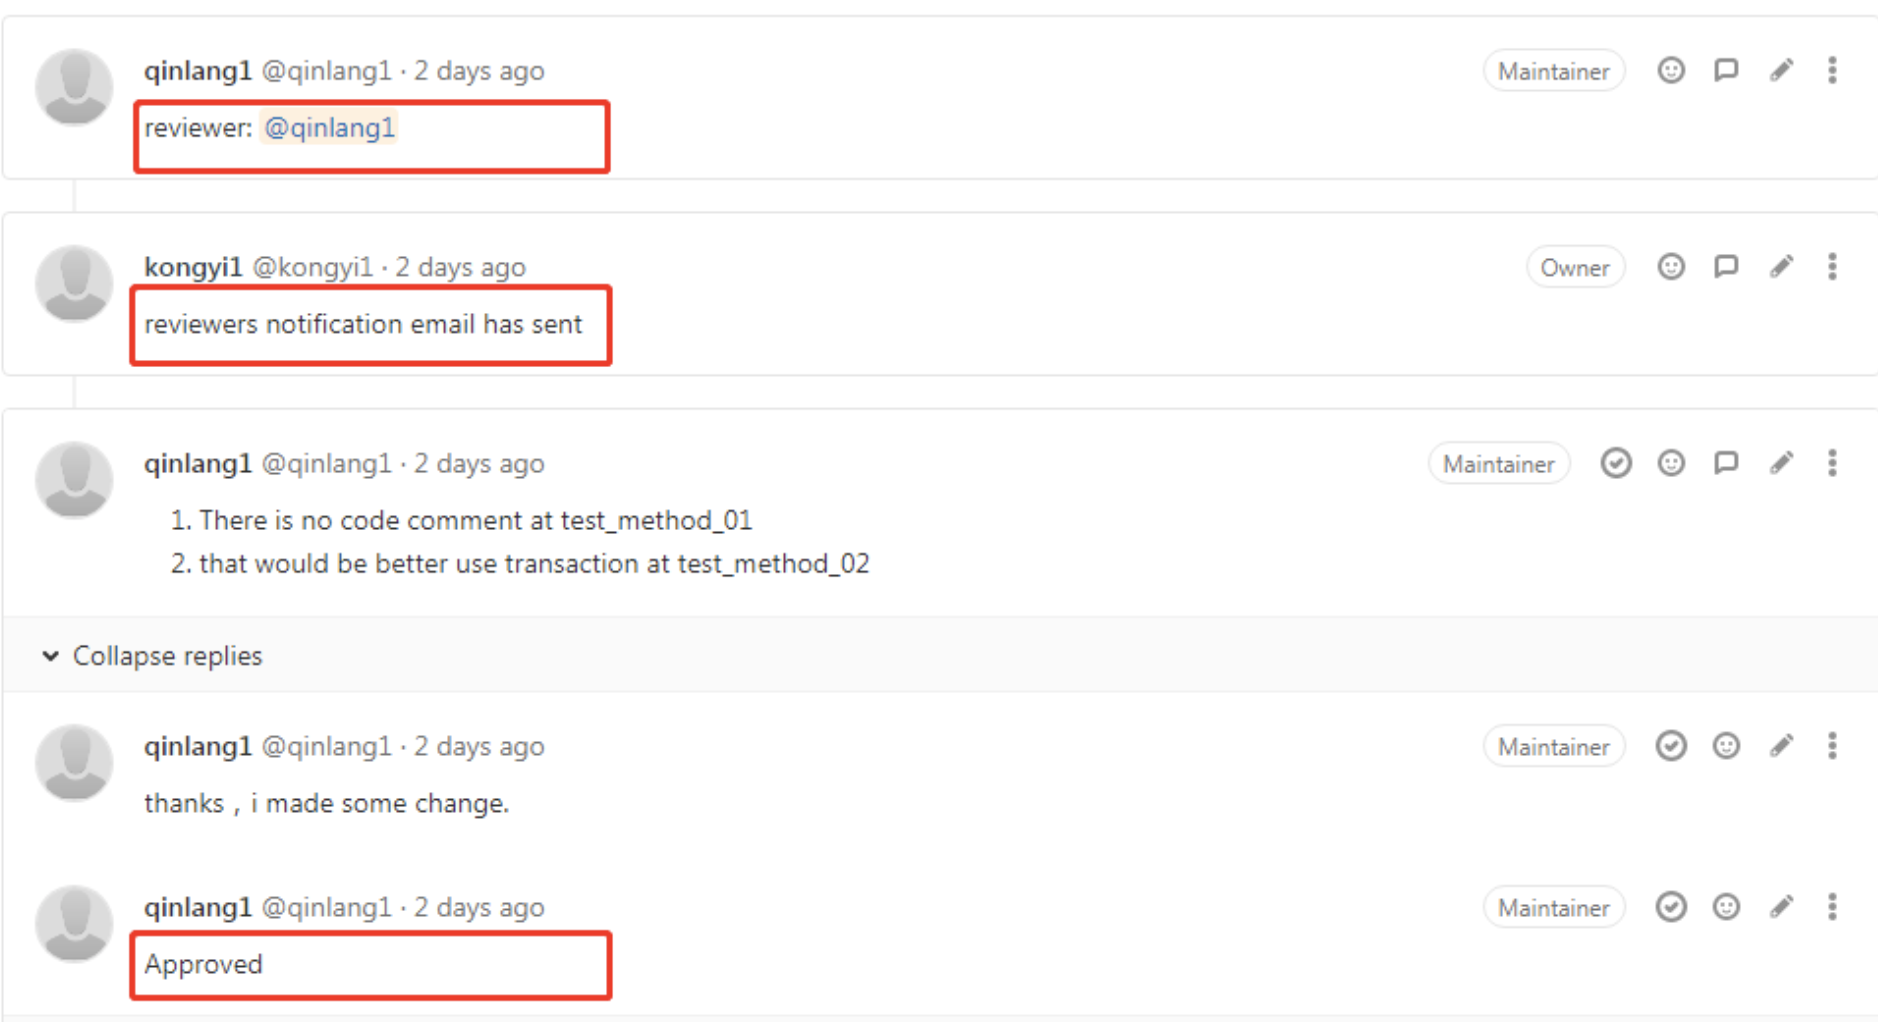 qinlang1 @qinlang1 · 2 days ago Maintainer
reviewer: @qinlang1
kongyi1 @kongyi1 · 2 days ago Owner
reviewers notification email has sent
qinlang1 @qinlang1 · 2 days ago Maintainer
1. There is no code comment at test_method_01
2. that would be better use transaction at test_method_02
Collapse replies
qinlang1 @qinlang1 · 2 days ago Maintainer
thanks , i made some change.
qinlang1 @qinlang1 · 2 days ago Maintainer
Approved